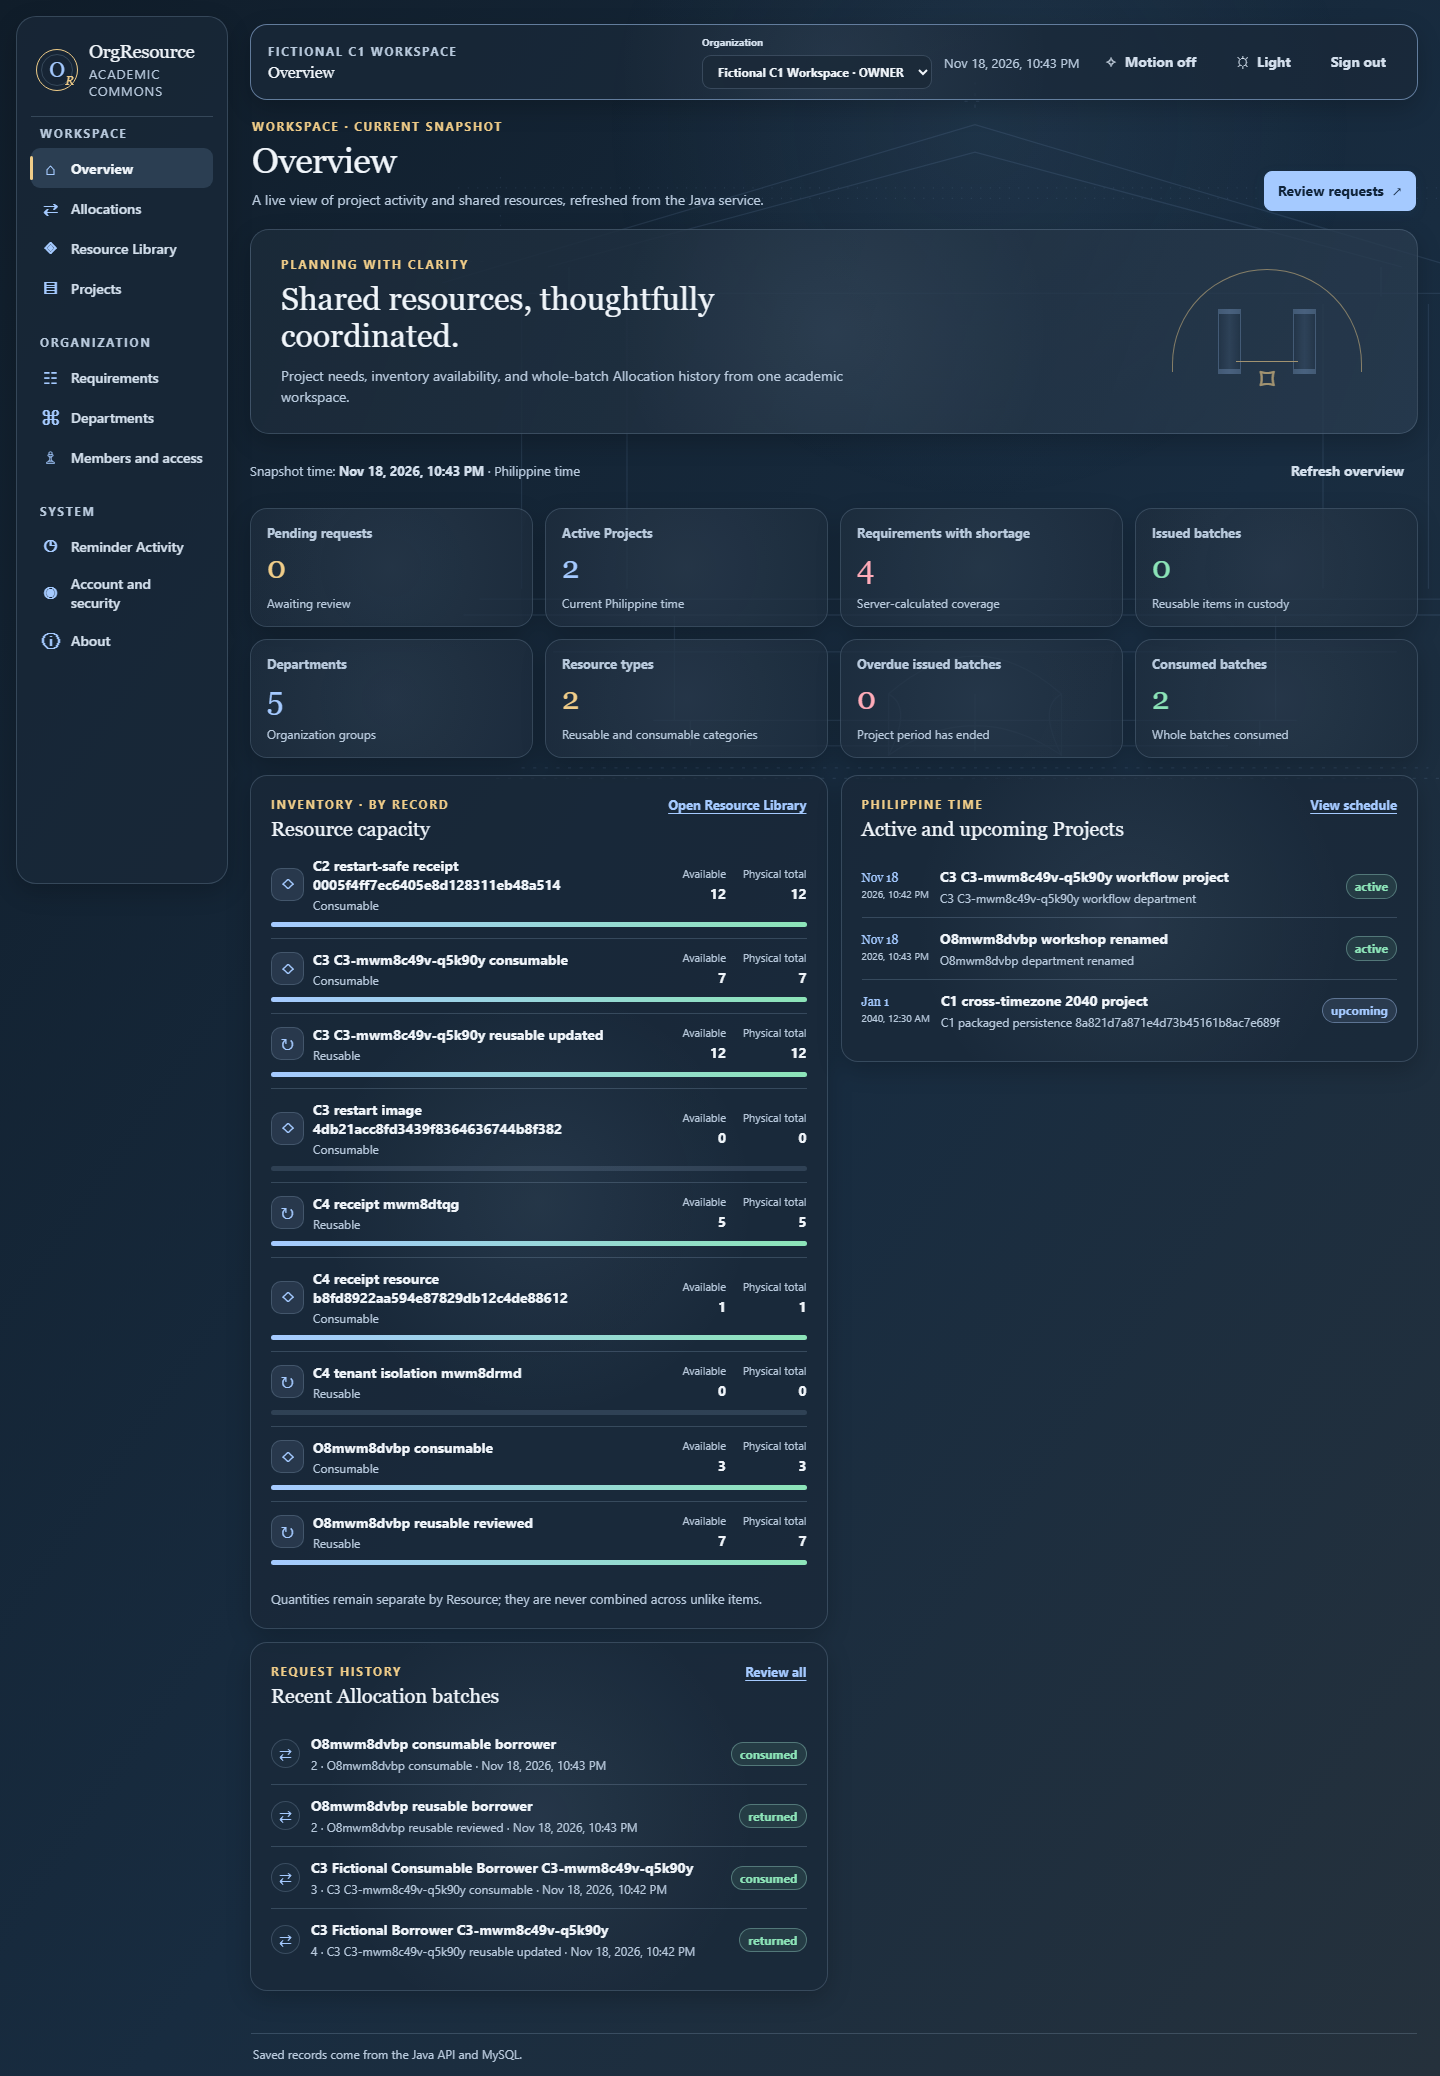 OrgResource
ACADEMIC
COMMONS
WORKSPACE
Overview
Allocations
Resource Library
Projects
ORGANIZATION
Requirements
Departments
Members and access
SYSTEM
Reminder Activity
Account and
security
About
FICTIONAL C1 WORKSPACE
Overview
Organization
Fictional C1 Workspace · OWNER
Nov 18, 2026, 10:43 PM
Motion off
Light
Sign out
WORKSPACE · CURRENT SNAPSHOT
Overview
A live view of project activity and shared resources, refreshed from the Java service.
Review requests ↗
PLANNING WITH CLARITY
Shared resources, thoughtfully
coordinated.
Project needs, inventory availability, and whole-batch Allocation history from one academic
workspace.
Snapshot time: Nov 18, 2026, 10:43 PM · Philippine time
Refresh overview
Pending requests
0
Awaiting review
Active Projects
2
Current Philippine time
Requirements with shortage
4
Server-calculated coverage
Issued batches
0
Reusable items in custody
Departments
5
Organization groups
Resource types
2
Reusable and consumable categories
Overdue issued batches
0
Project period has ended
Consumed batches
2
Whole batches consumed
INVENTORY · BY RECORD
Resource capacity
Open Resource Library
C2 restart-safe receipt
0005f4ff7ec6405e8d128311eb48a514
Consumable
Available
12
Physical total
12
C3 C3-mwm8c49v-q5k90y consumable
Consumable
Available
7
Physical total
7
C3 C3-mwm8c49v-q5k90y reusable updated
Reusable
Available
12
Physical total
12
C3 restart image
4db21acc8fd3439f8364636744b8f382
Consumable
Available
0
Physical total
0
C4 receipt mwm8dtqg
Reusable
Available
5
Physical total
5
C4 receipt resource
b8fd8922aa594e87829db12c4de88612
Consumable
Available
1
Physical total
1
C4 tenant isolation mwm8drmd
Reusable
Available
0
Physical total
0
O8mwm8dvbp consumable
Consumable
Available
3
Physical total
3
O8mwm8dvbp reusable reviewed
Reusable
Available
7
Physical total
7
Quantities remain separate by Resource; they are never combined across unlike items.
PHILIPPINE TIME
Active and upcoming Projects
View schedule
Nov 18
2026, 10:42 PM
C3 C3-mwm8c49v-q5k90y workflow project
C3 C3-mwm8c49v-q5k90y workflow department
active
Nov 18
2026, 10:43 PM
O8mwm8dvbp workshop renamed
O8mwm8dvbp department renamed
active
Jan 1
2040, 12:30 AM
C1 cross-timezone 2040 project
C1 packaged persistence 8a821d7a871e4d73b45161b8ac7e689f
upcoming
REQUEST HISTORY
Recent Allocation batches
Review all
O8mwm8dvbp consumable borrower
2 · O8mwm8dvbp consumable · Nov 18, 2026, 10:43 PM
consumed
O8mwm8dvbp reusable borrower
2 · O8mwm8dvbp reusable reviewed · Nov 18, 2026, 10:43 PM
returned
C3 Fictional Consumable Borrower C3-mwm8c49v-q5k90y
3 · C3 C3-mwm8c49v-q5k90y consumable · Nov 18, 2026, 10:42 PM
consumed
C3 Fictional Borrower C3-mwm8c49v-q5k90y
4 · C3 C3-mwm8c49v-q5k90y reusable updated · Nov 18, 2026, 10:42 PM
returned
Saved records come from the Java API and MySQL.